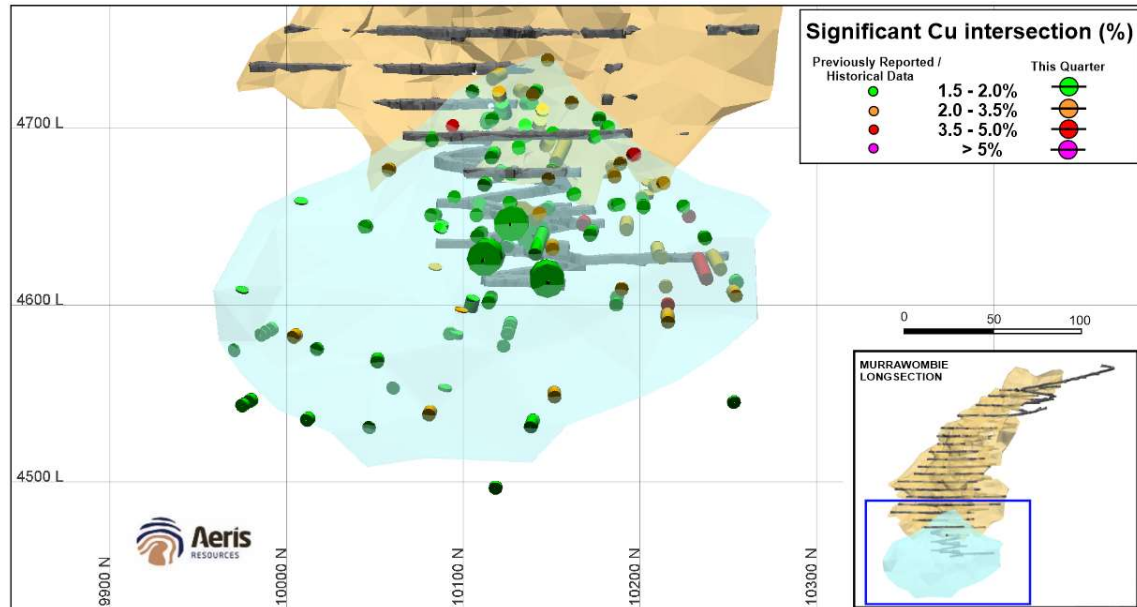 Significant Cu intersection (%)
Previously Reported /
Historical Data
This Quarter
1.5 - 2.0%
2.0 - 3.5%
3.5 - 5.0%
> 5%
4700 L
4600 L
4500 L
0 50 100
MURRAWOMBIE
LONGSECTION
Aeris
RESOURCES
9900 N
10000 N
10100 N
10200 N
10300 N